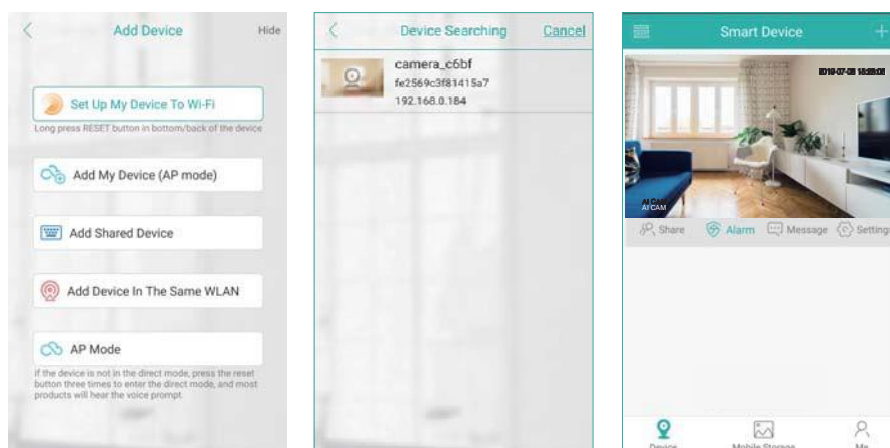 Add Device
Hide
Set Up My Device To Wi-Fi
Long press RESET button in bottom/back of the device
Add My Device (AP mode)
Add Shared Device
Add Device In The Same WLAN
AP Mode
if the device is not in the direct mode, press the reset
button three times to enter the direct mode, and most
products will hear the voice prompt.
Device Searching
Cancel
camera_c6bf
fe2569c3f81415a7
192.168.0.184
Smart Device
AI CAM
Share
Alarm
Message
Setting
Device
Mobile Storage
Me